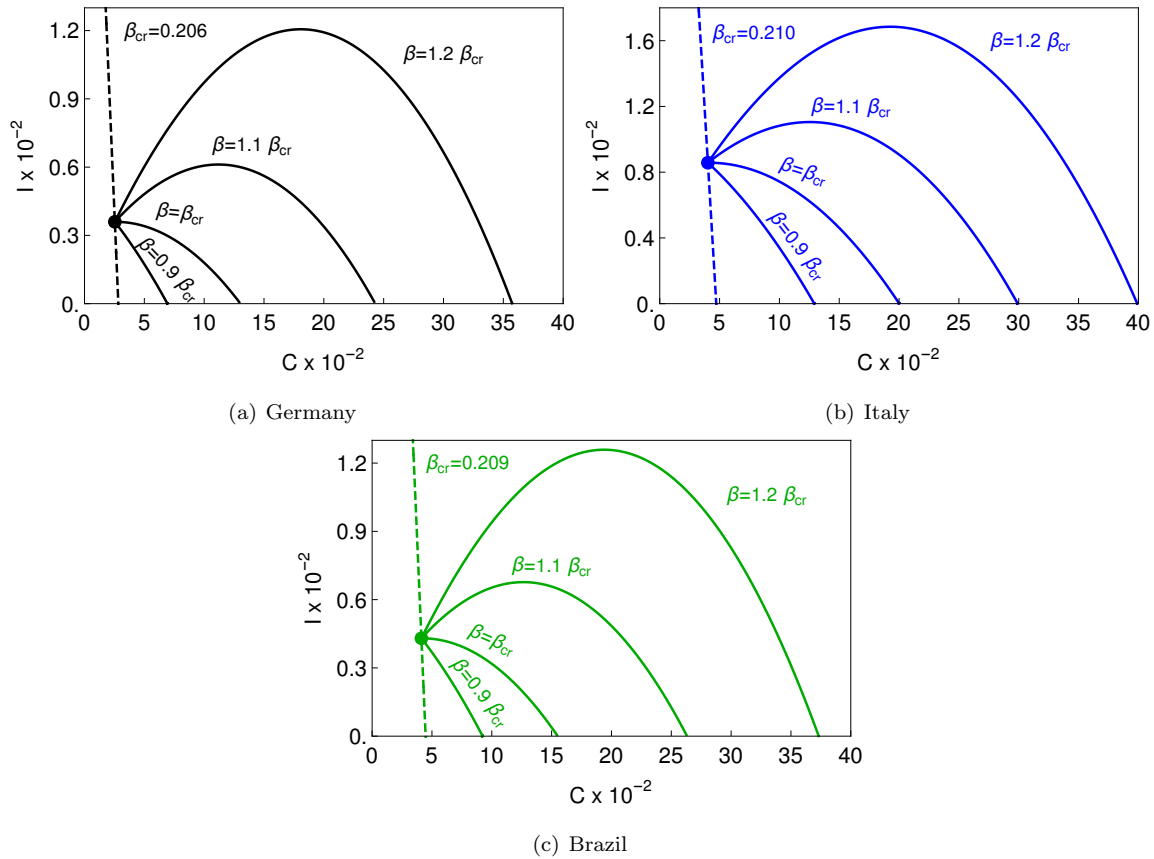 β_cr=0.206
β=1.2 β_cr
β=1.1 β_cr
β=β_cr
β=0.9 β_cr
1.2
0.9
0.6
0.3
0.
I x 10⁻²
0 5 10 15 20 25 30 35 40
C x 10⁻²
(a) Germany
β_cr=0.210
β=1.2 β_cr
β=1.1 β_cr
β=β_cr
β=0.9 β_cr
1.6
1.2
0.8
0.4
0.
I x 10⁻²
0 5 10 15 20 25 30 35 40
C x 10⁻²
(b) Italy
β_cr=0.209
β=1.2 β_cr
β=1.1 β_cr
β=β_cr
β=0.9 β_cr
1.2
0.9
0.6
0.3
0.
I x 10⁻²
0 5 10 15 20 25 30 35 40
C x 10⁻²
(c) Brazil